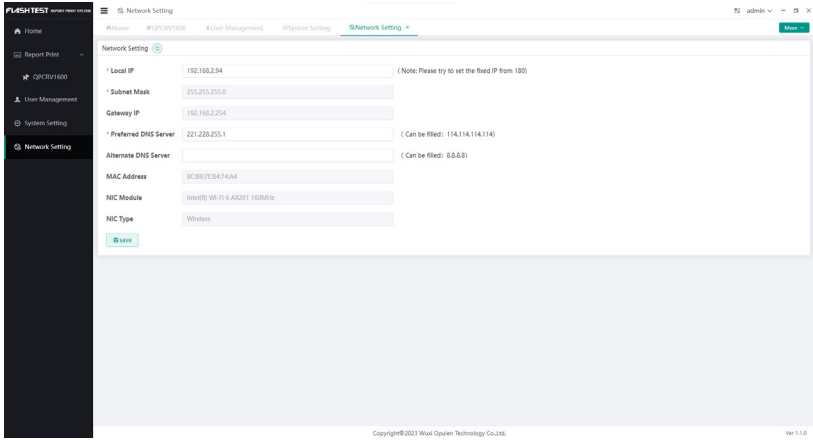 FLASHTEST REPORT PRINT SYSTEM
Network Setting
admin
Home
QPCRV1600
User Management
System Setting
Network Setting ×
More
Home
Report Print
QPCRV1600
User Management
System Setting
Network Setting
Network Setting
* Local IP 192.168.2.94 ( Note: Please try to set the fixed IP from 180)
* Subnet Mask 255.255.255.0
Gateway IP 192.168.2.254
* Preferred DNS Server 221.228.255.1 ( Can be filled: 114.114.114.114)
Alternate DNS Server ( Can be filled: 8.8.8.8)
MAC Address 8C:B8:7E:84:74:A4
NIC Module Intel(R) Wi-Fi 6 AX201 160MHz
NIC Type Wireless
save
Copyright©2023 Wuxi Opulen Technology Co.,Ltd.
Ver 1.1.0